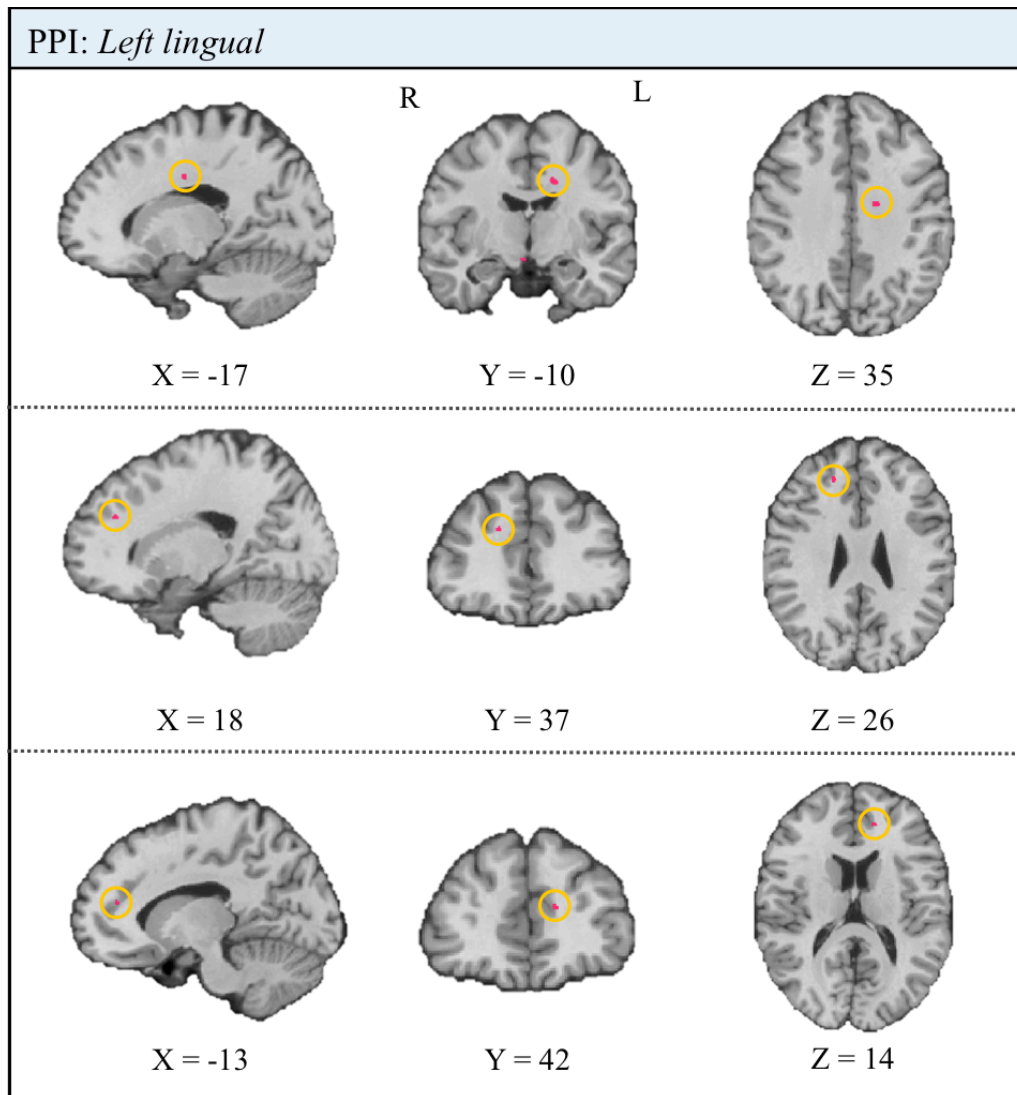 PPI: Left lingual
R L
X = -17 Y = -10 Z = 35
X = 18 Y = 37 Z = 26
X = -13 Y = 42 Z = 14